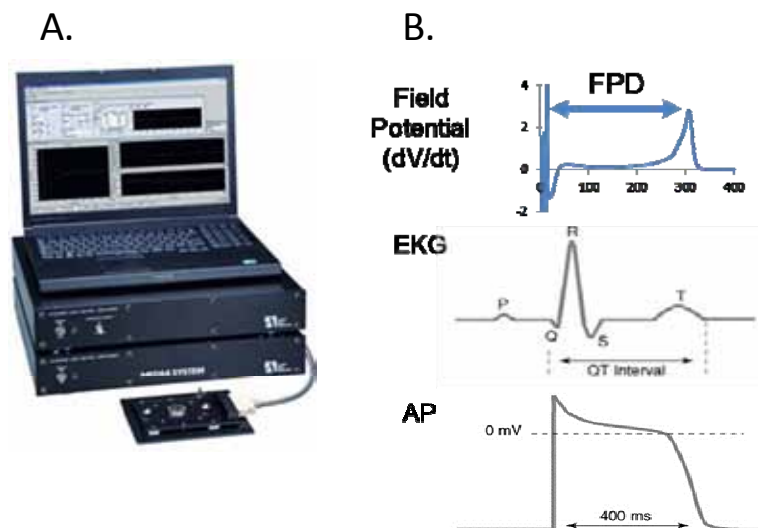 A.
B.
Field
Potential
(dV/dt)
FPD
4
2
0
-2
0
100
200
300
400
EKG
R
P
Q
S
T
QT Interval
AP
0 mV
400 ms